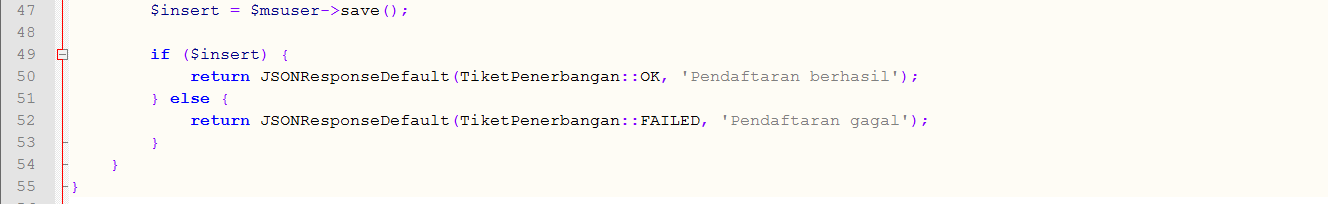 47 $insert = $msuser->save();
48
49 if ($insert) {
50 return JSONResponseDefault(TiketPenerbangan::OK, 'Pendaftaran berhasil');
51 } else {
52 return JSONResponseDefault(TiketPenerbangan::FAILED, 'Pendaftaran gagal');
53 }
54 }
55 }